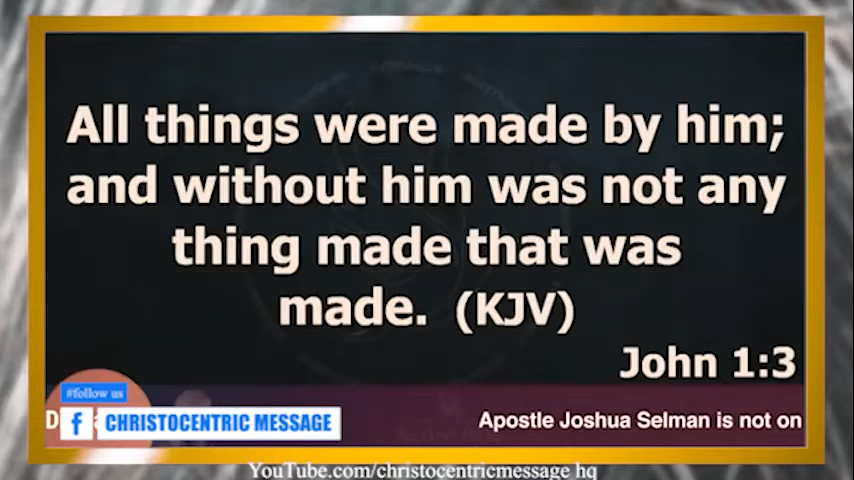 All things were made by him;
and without him was not any
thing made that was
made. (KJV)
John 1:3
#follow us
f CHRISTOCENTRIC MESSAGE
Apostle Joshua Selman is not on
YouTube.com/christocentricmessage hq